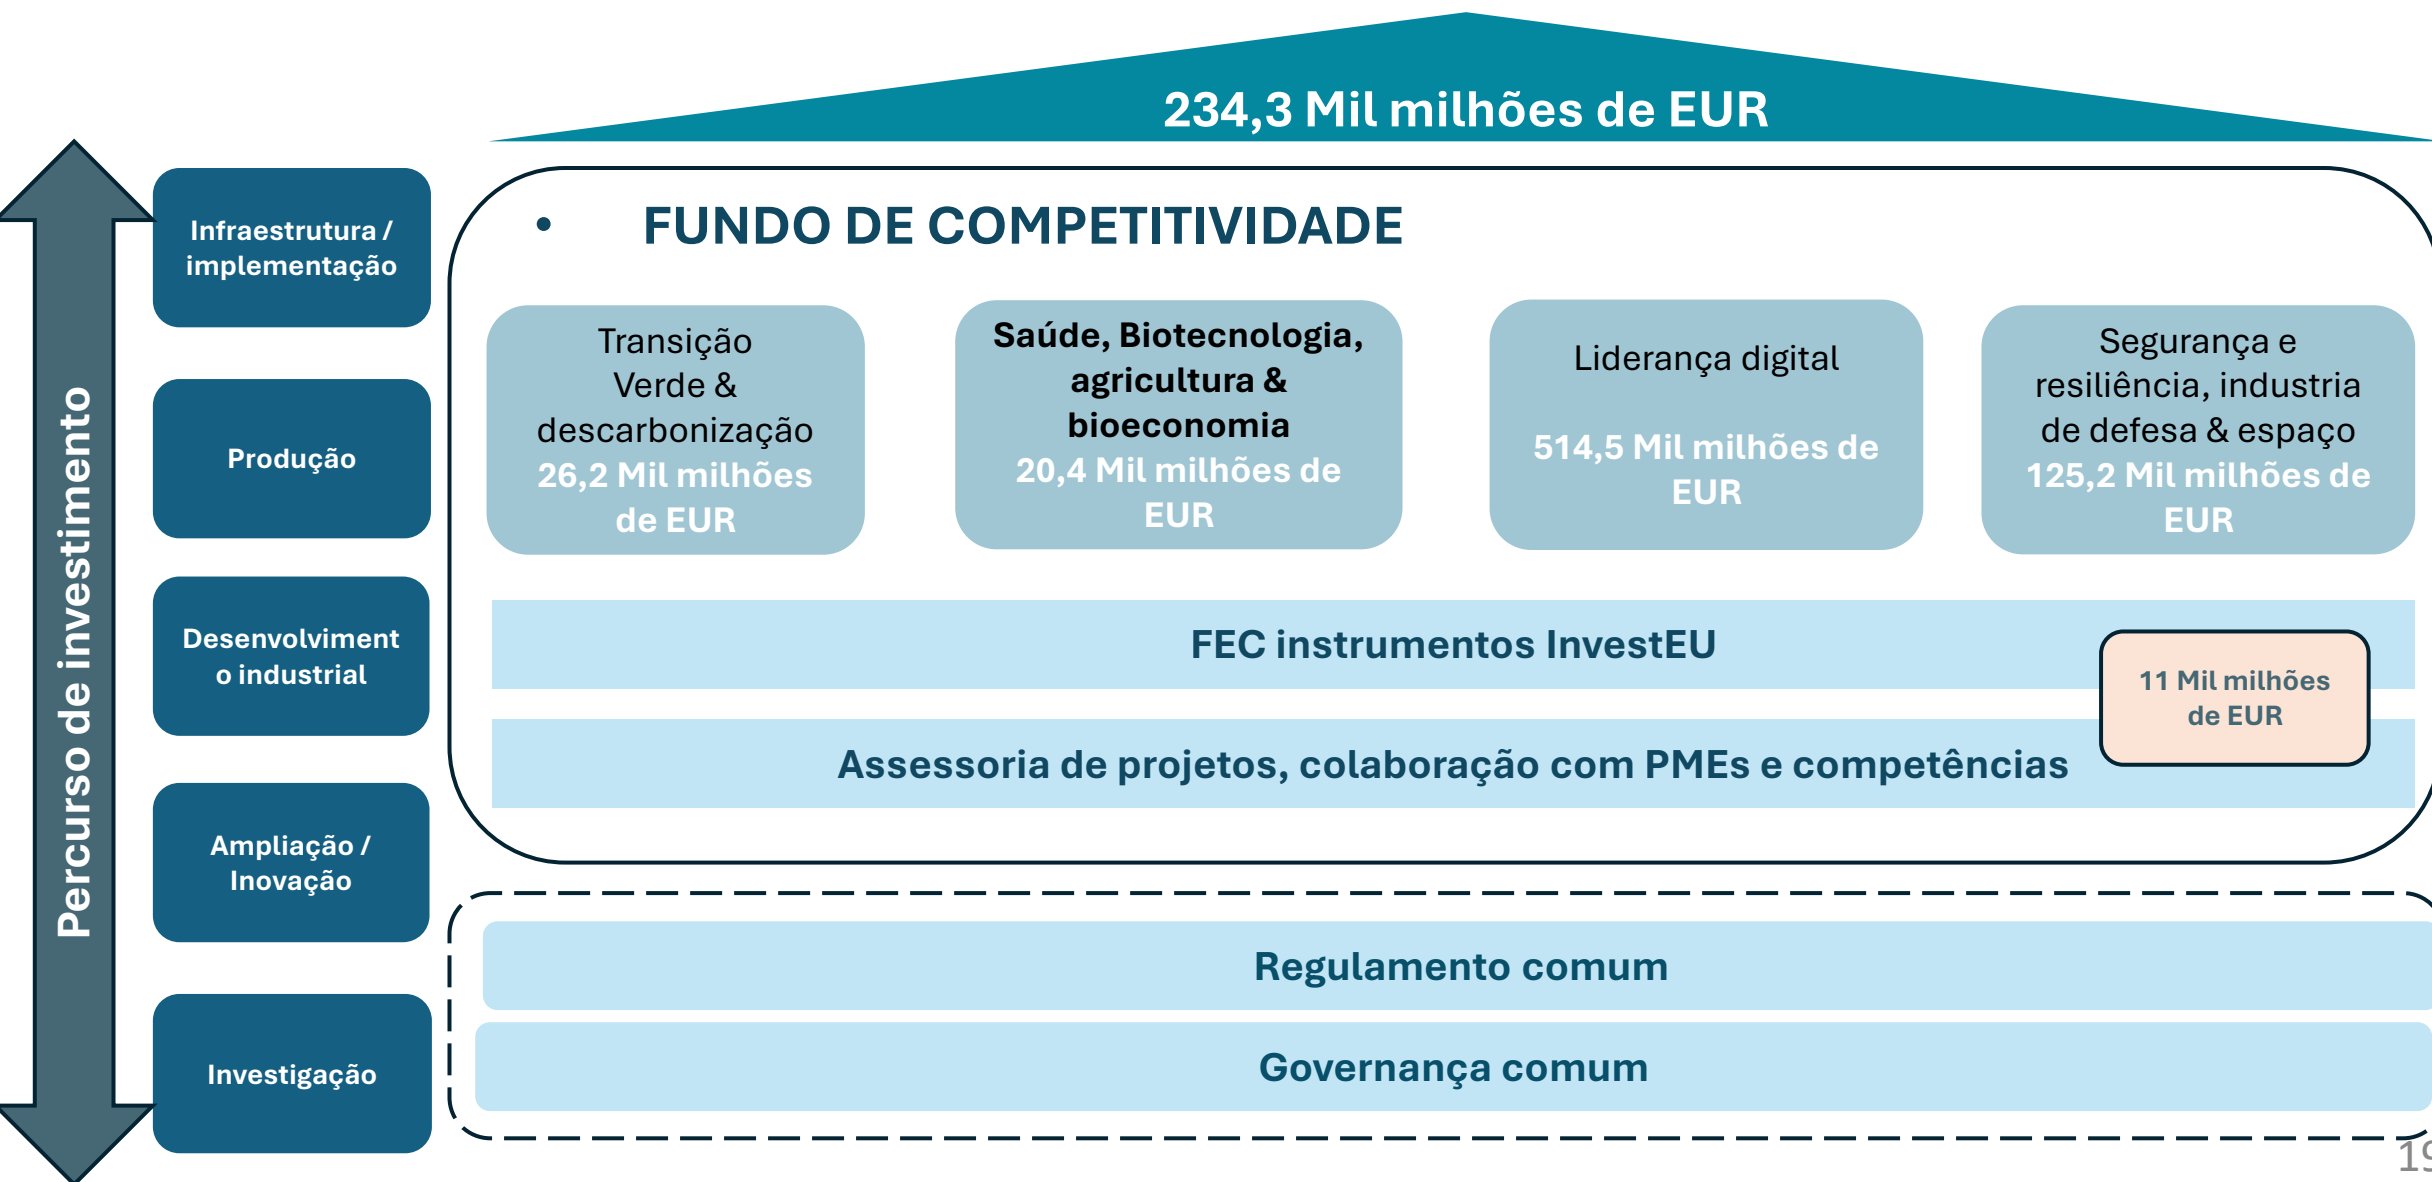 234,3 Mil milhões de EUR
Percurso de investimento
Infraestrutura /
implementação
Produção
Desenvolviment
o industrial
Ampliação /
Inovação
Investigação
• FUNDO DE COMPETITIVIDADE
Transição
Verde &
descarbonização
26,2 Mil milhões
de EUR
Saúde, Biotecnologia,
agricultura &
bioeconomia
20,4 Mil milhões de
EUR
Liderança digital
514,5 Mil milhões de
EUR
Segurança e
resiliência, industria
de defesa & espaço
125,2 Mil milhões de
EUR
FEC instrumentos InvestEU
11 Mil milhões
de EUR
Assessoria de projetos, colaboração com PMEs e competências
Regulamento comum
Governança comum
19